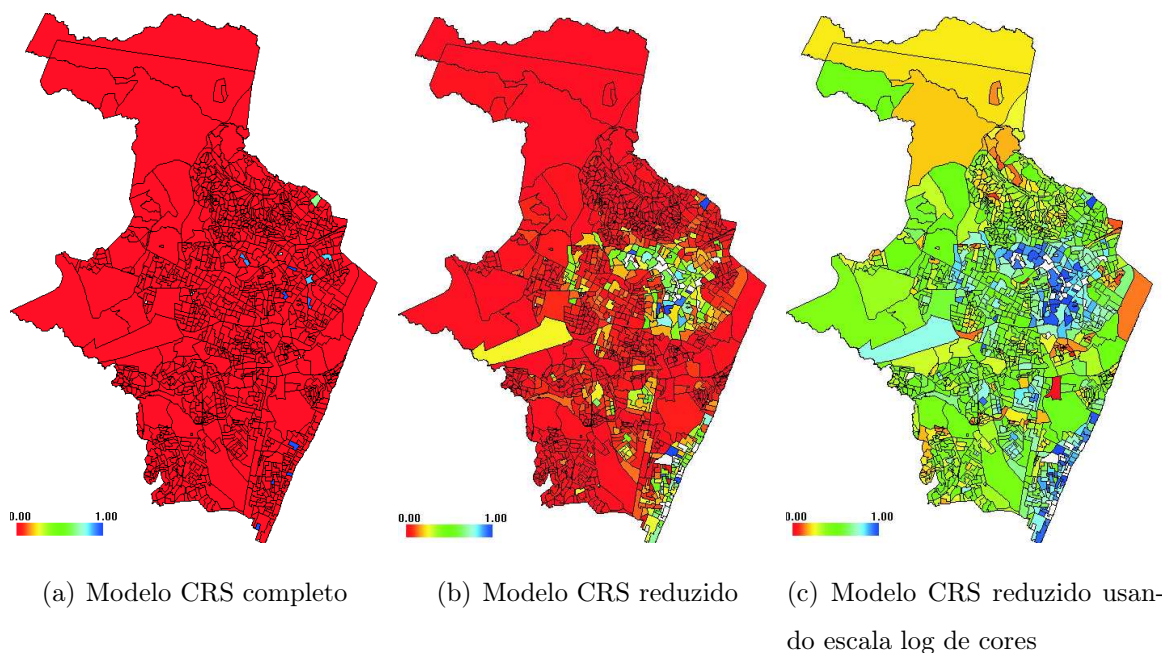 0.00 1.00
0.00 1.00
0.00 1.00
(a) Modelo CRS completo
(b) Modelo CRS reduzido
(c) Modelo CRS reduzido usan-
do escala log de cores